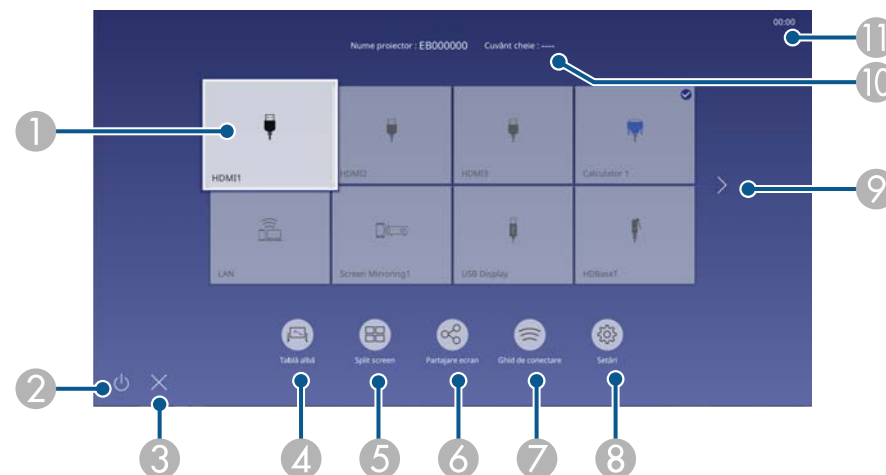 00:00
Nume proiector : EB000000 Cuvânt cheie : ----
HDMI1
HDMI2
HDMI3
Calculator 1
LAN
Screen Mirroring1
USB Display
HDBaseT
Tablă albă
Split screen
Partajare ecran
Ghid de conectare
Setări
1
2
3
4
5
6
7
8
9
10
11